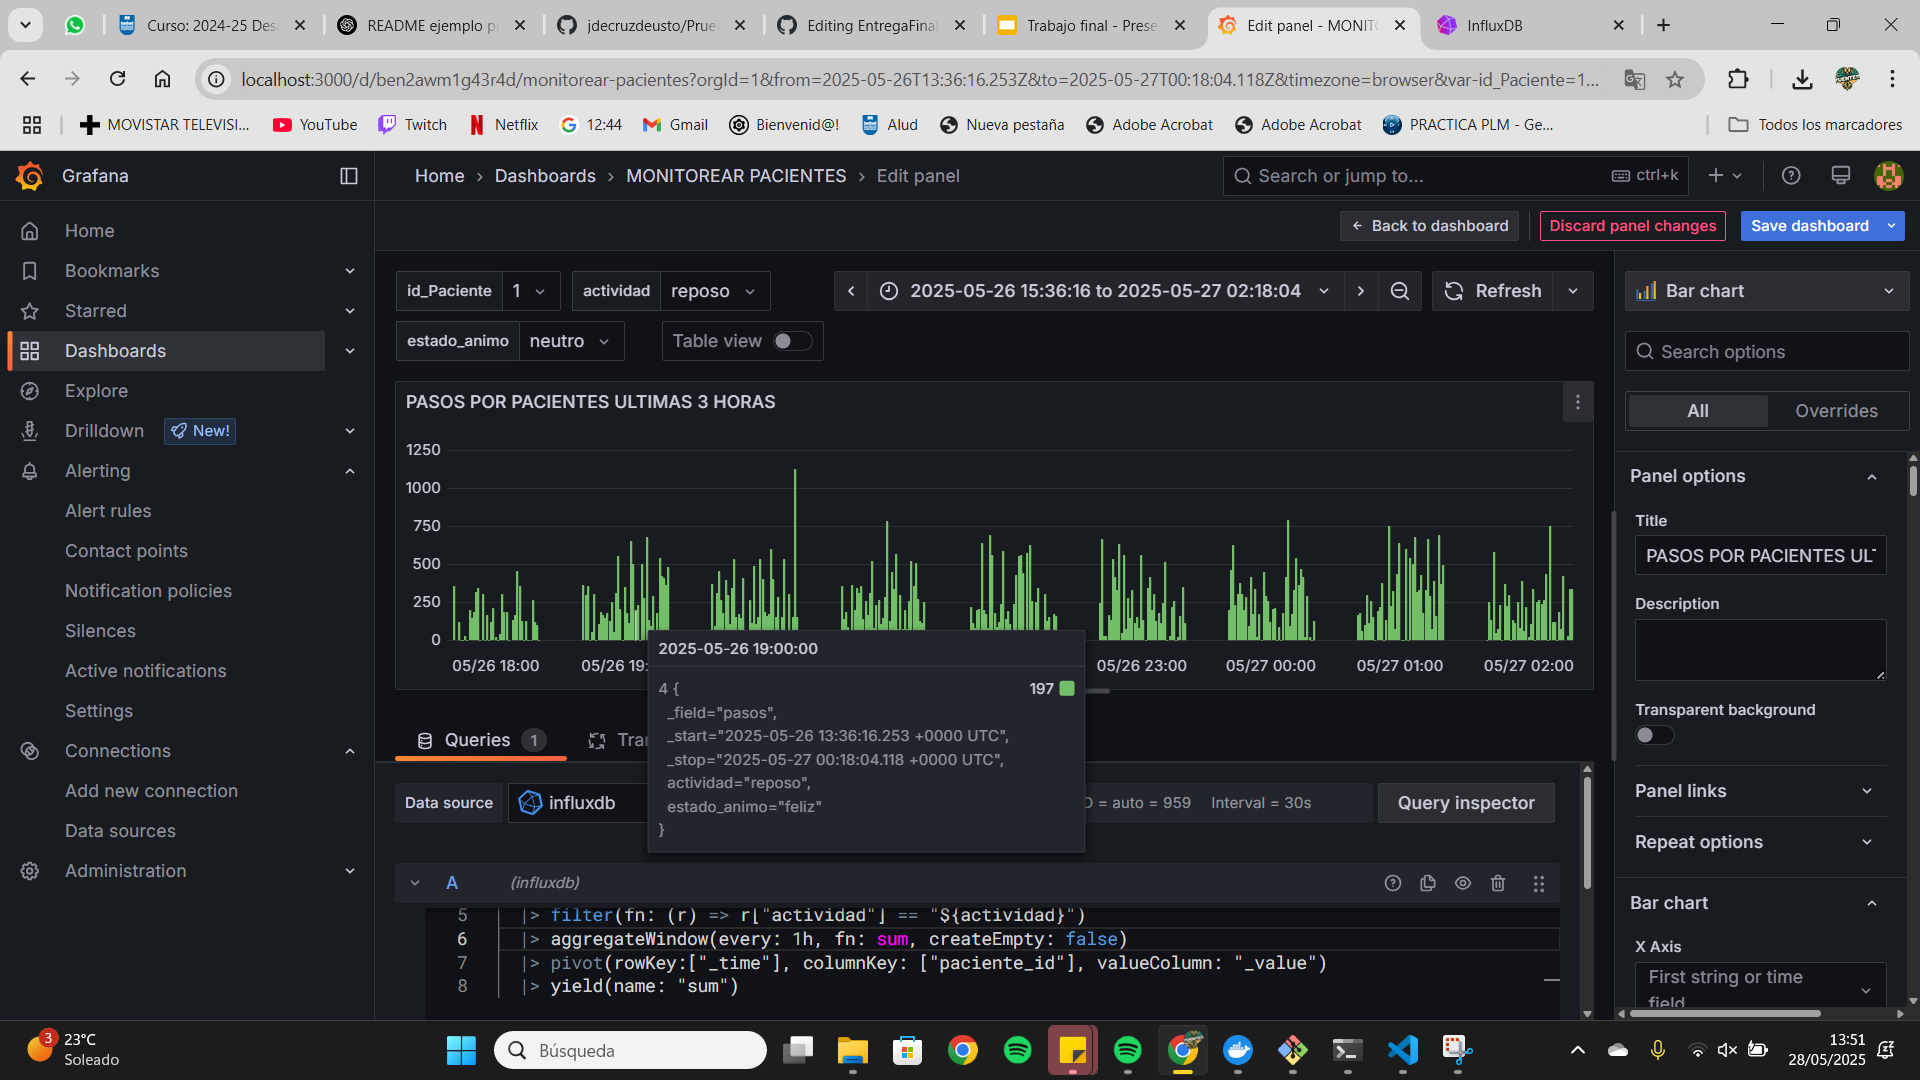 Curso: 2024-25 Des
README ejemplo pr
jdecruzdeusto/Prue
Editing EntregaFinal
Trabajo final - Prese
Edit panel - MONITO
InfluxDB
localhost:3000/d/ben2awm1g43r4d/monitorear-pacientes?orgId=1&from=2025-05-26T13:36:16.253Z&to=2025-05-27T00:18:04.118Z&timezone=browser&var-id_Paciente=1...
MOVISTAR TELEVISI...
YouTube
Twitch
Netflix
12:44
Gmail
Bienvenid@!
Alud
Nueva pestaña
Adobe Acrobat
Adobe Acrobat
PRACTICA PLM - Ge...
Todos los marcadores
Grafana
Home › Dashboards › MONITOREAR PACIENTES › Edit panel
Search or jump to...
ctrl+k
Back to dashboard
Discard panel changes
Save dashboard
Home
Bookmarks
Starred
Dashboards
Explore
Drilldown
New!
Alerting
Alert rules
Contact points
Notification policies
Silences
Active notifications
Settings
Connections
Add new connection
Data sources
Administration
id_Paciente
1
actividad
reposo
2025-05-26 15:36:16 to 2025-05-27 02:18:04
Refresh
estado_animo
neutro
Table view
PASOS POR PACIENTES ULTIMAS 3 HORAS
1250
1000
750
500
250
0
05/26 18:00
05/26 19:
05/26 23:00
05/27 00:00
05/27 01:00
05/27 02:00
2025-05-26 19:00:00
4 {
197
_field="pasos",
_start="2025-05-26 13:36:16.253 +0000 UTC",
_stop="2025-05-27 00:18:04.118 +0000 UTC",
actividad="reposo",
estado_animo="feliz"
}
Queries
1
Tra
Data source
influxdb
= auto = 959
Interval = 30s
Query inspector
A
(influxdb)
5 |> filter(fn: (r) => r["actividad"] == "${actividad}")
6 |> aggregateWindow(every: 1h, fn: sum, createEmpty: false)
7 |> pivot(rowKey:["_time"], columnKey: ["paciente_id"], valueColumn: "_value")
8 |> yield(name: "sum")
Bar chart
Search options
All
Overrides
Panel options
Title
PASOS POR PACIENTES UL
Description
Transparent background
Panel links
Repeat options
Bar chart
X Axis
First string or time
field
3
23°C
Soleado
Búsqueda
13:51
28/05/2025